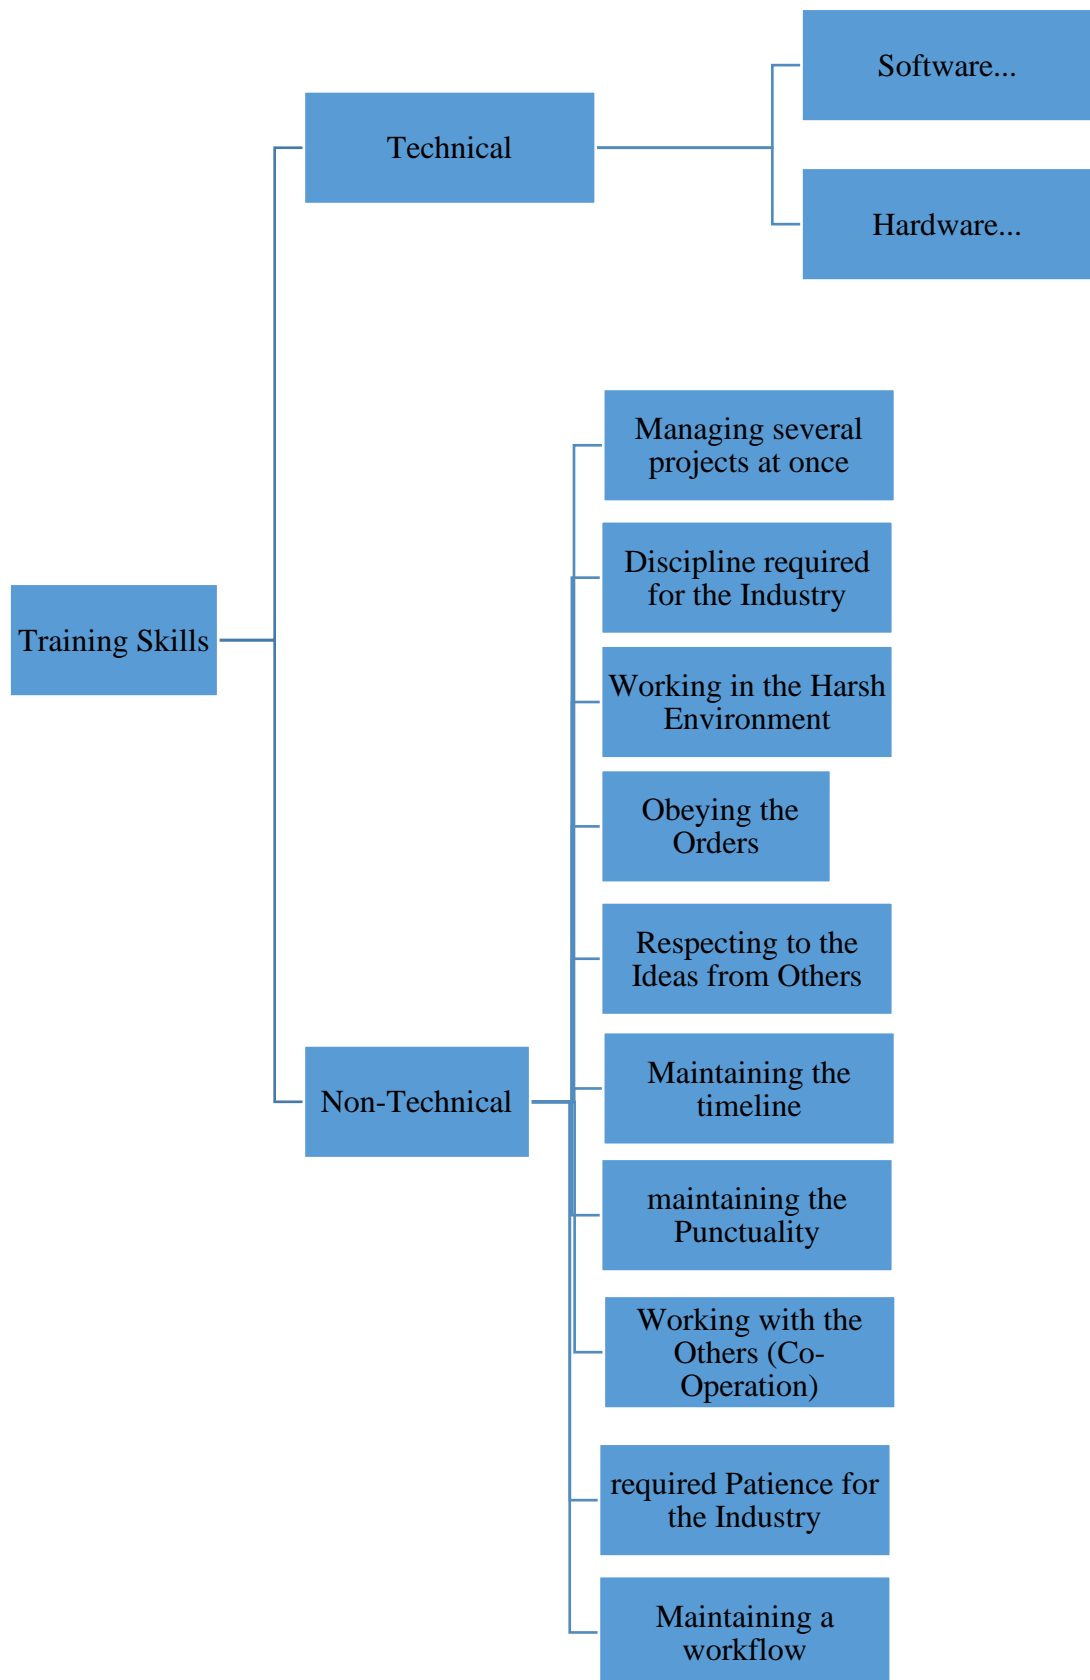 Software...
Technical
Hardware...
Managing several
projects at once
Discipline required
for the Industry
Training Skills
Working in the Harsh
Environment
Obeying the
Orders
Respecting to the
Ideas from Others
Maintaining the
timeline
Non-Technical
maintaining the
Punctuality
Working with the
Others (Co-
Operation)
required Patience for
the Industry
Maintaining a
workflow